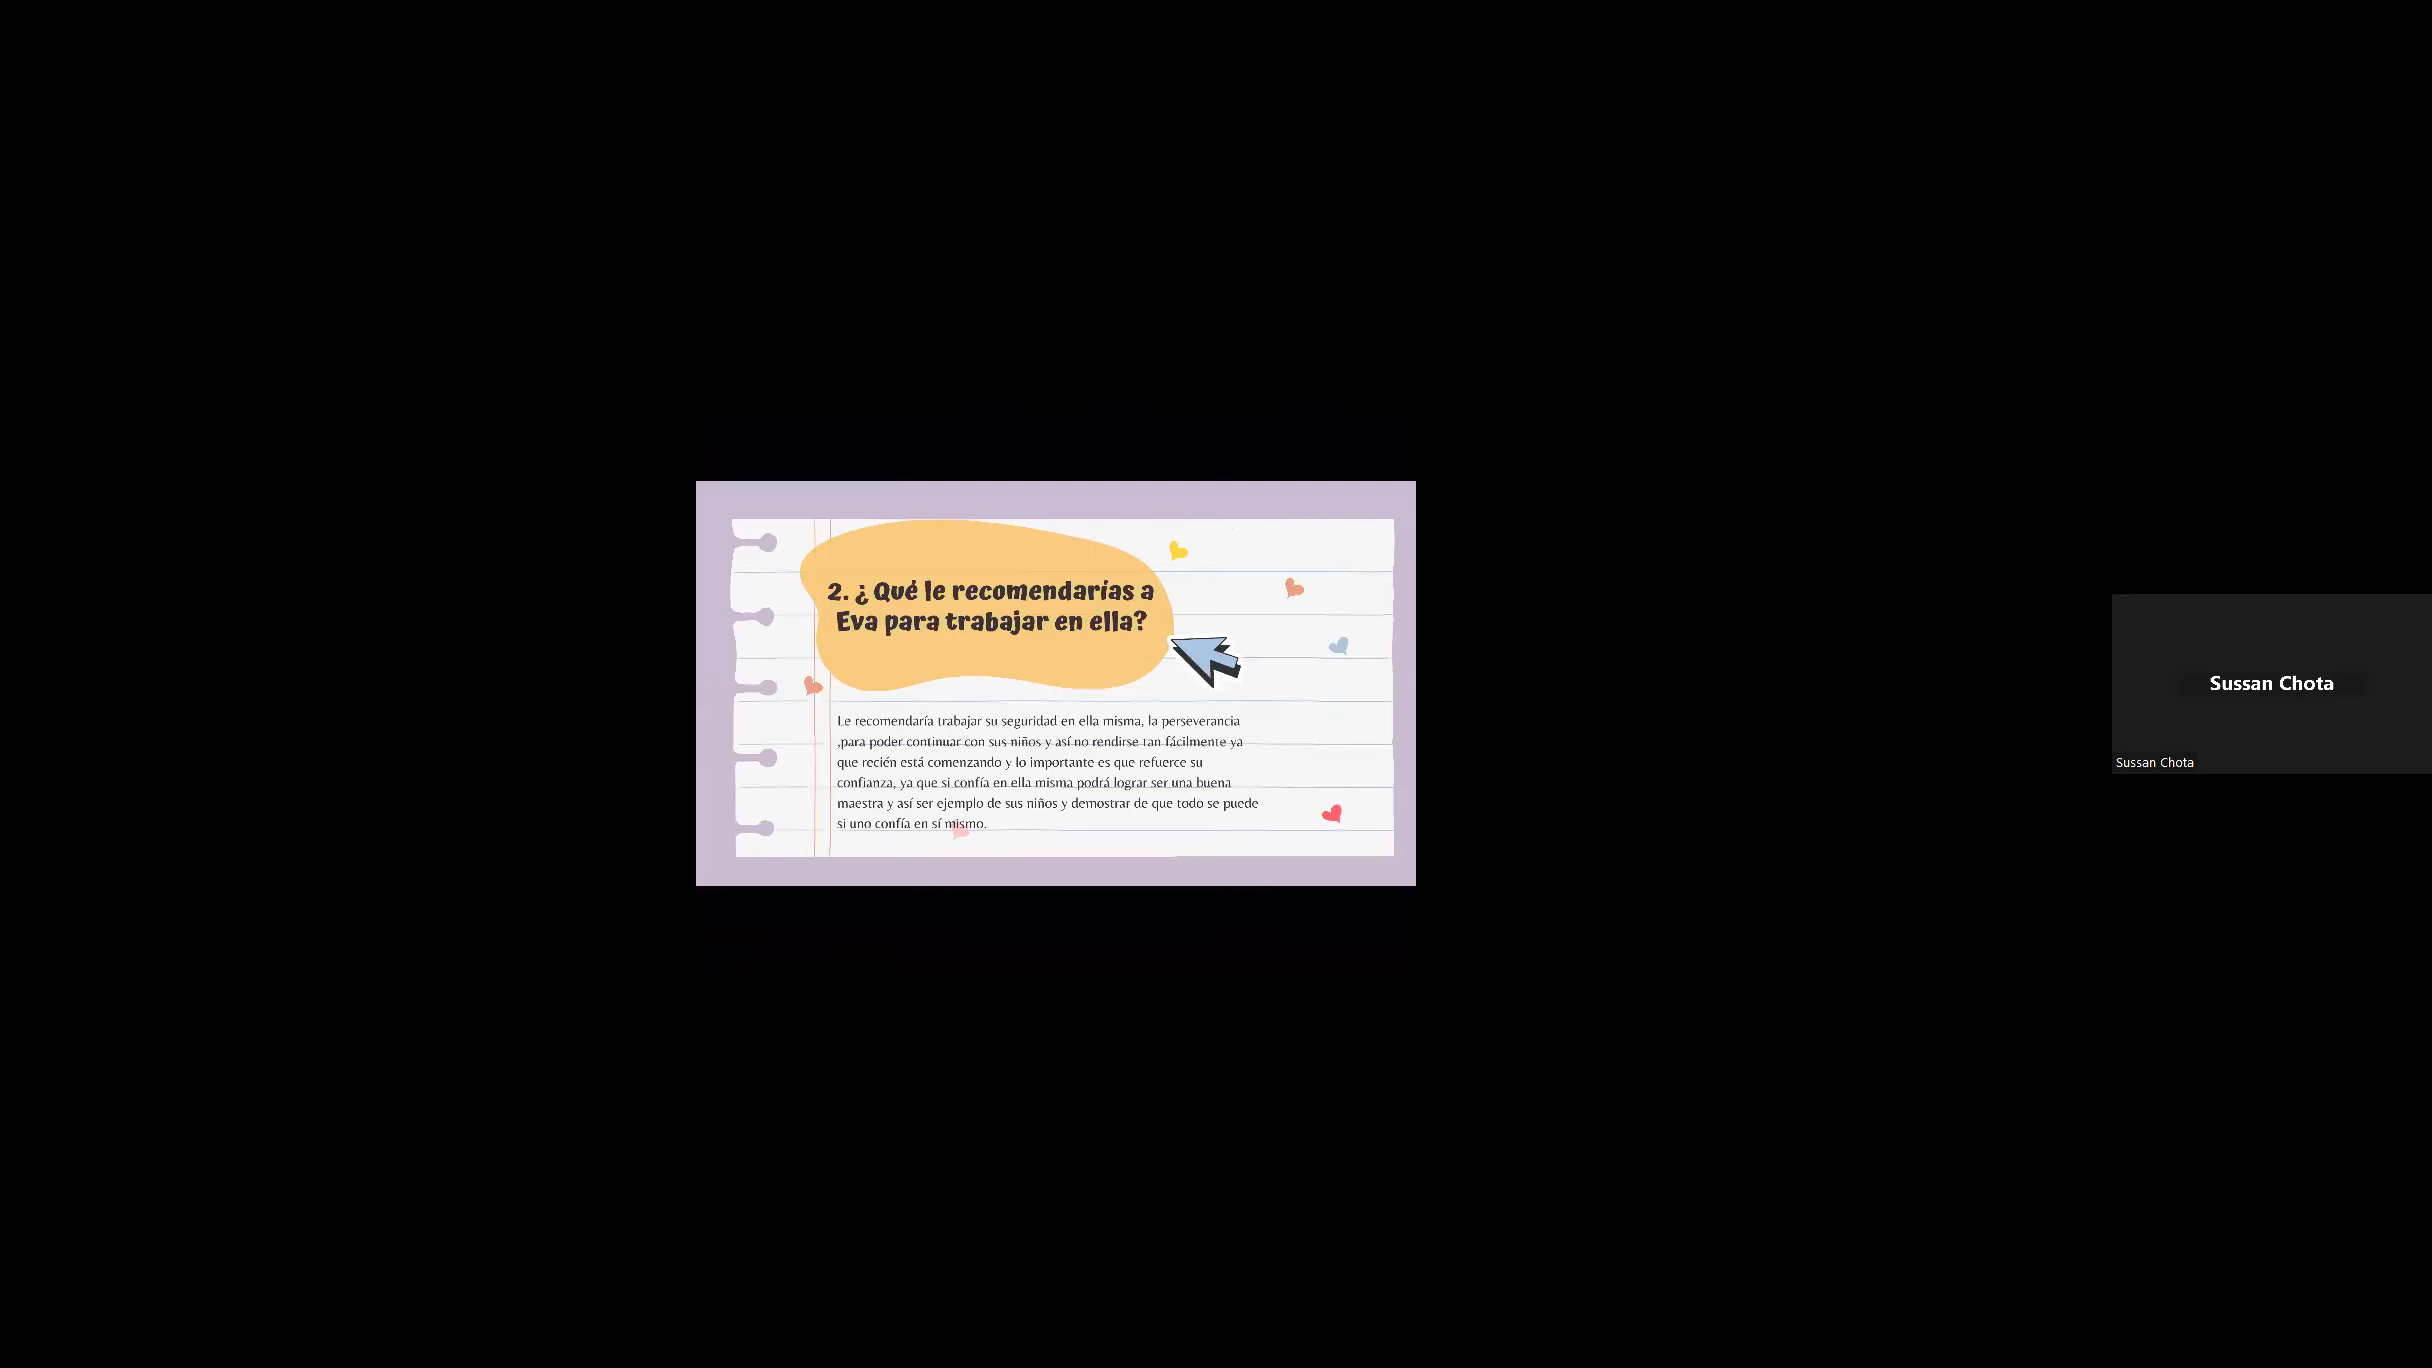 2. ¿ Qué le recomendarías a
Eva para trabajar en ella?
Le recomendaría trabajar su seguridad en ella misma, la perseverancia
,para poder continuar con sus niños y así no rendirse tan fácilmente ya
que recién está comenzando y lo importante es que refuerce su
confianza, ya que si confía en ella misma podrá lograr ser una buena
maestra y así ser ejemplo de sus niños y demostrar de que todo se puede
si uno confía en sí mismo.
Sussan Chota
Sussan Chota